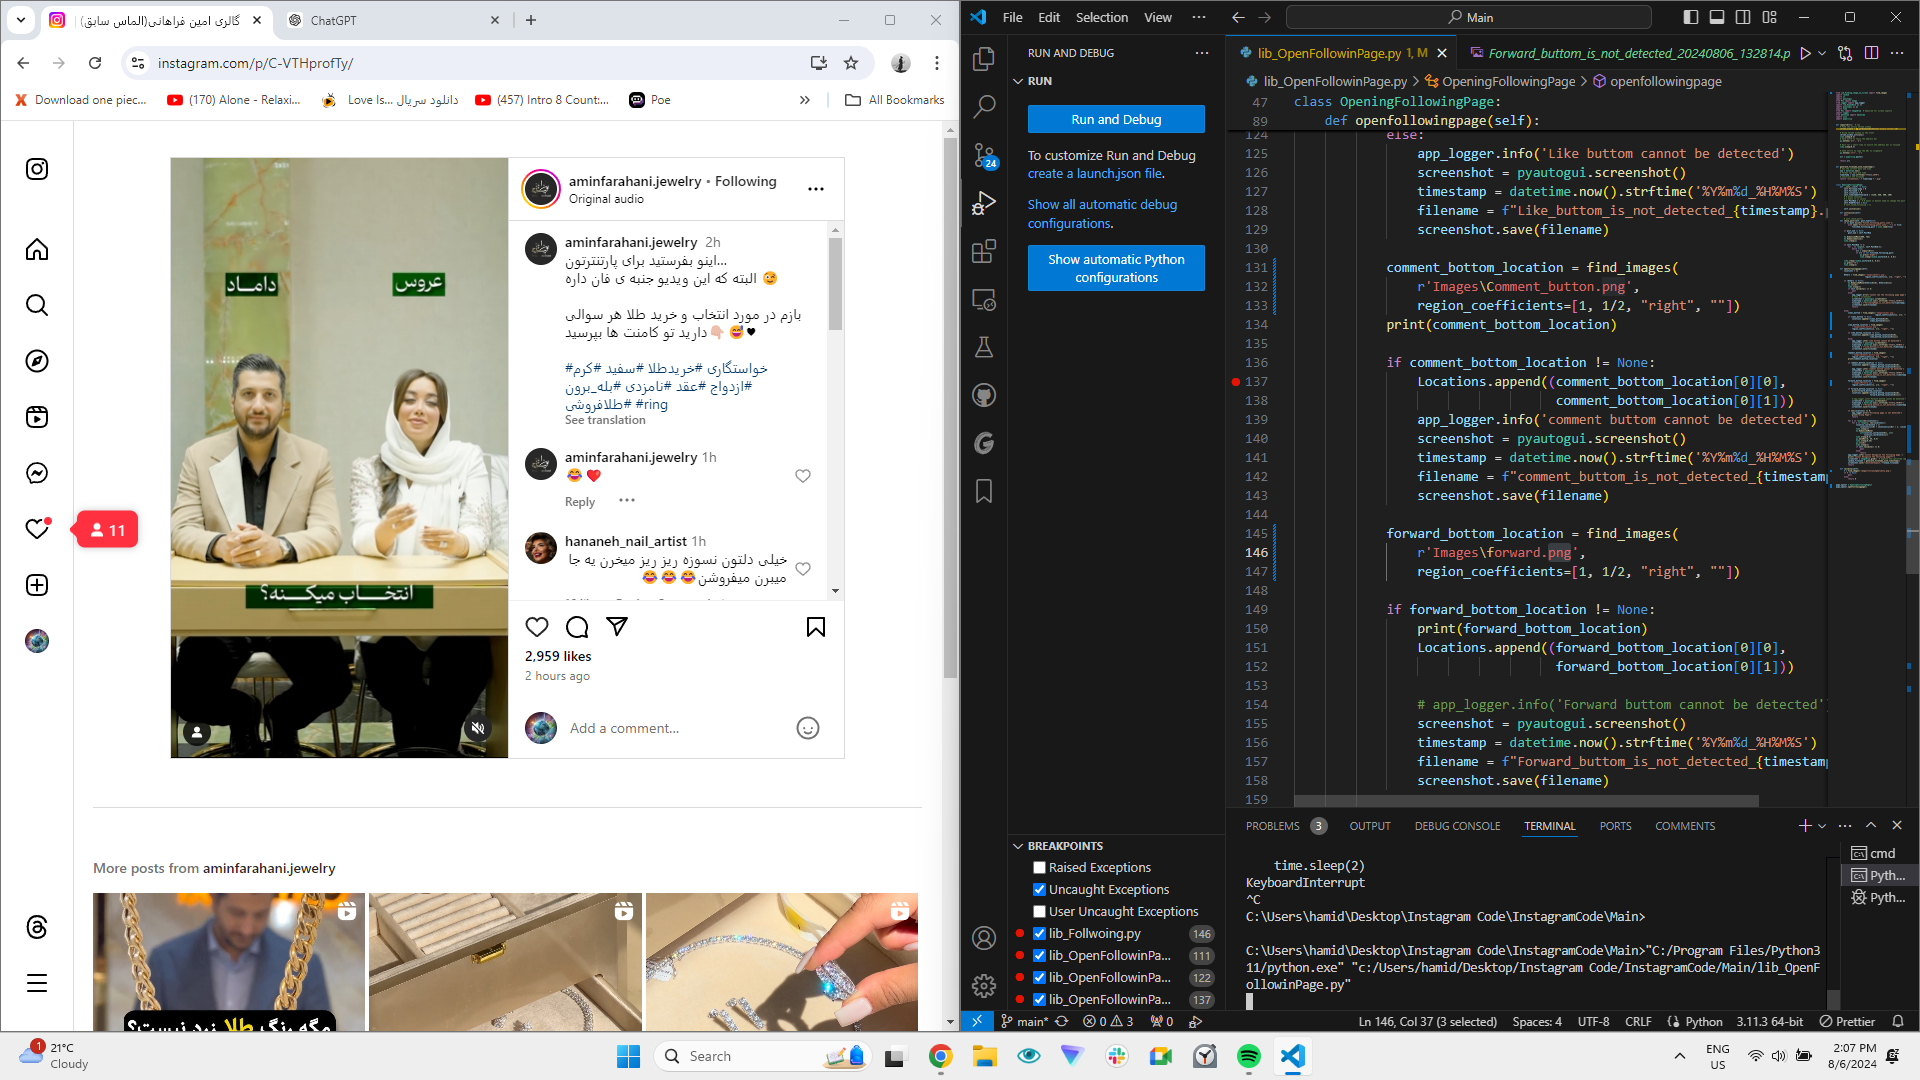 گالری امین فراهانی(الماس سابق)
ChatGPT
instagram.com/p/C-VTHprofTy/
Download one piec...
(170) Alone - Relaxi...
Love Is... دانلود سریال
(457) Intro 8 Count:...
Poe
All Bookmarks
داماد
عروس
انتخاب میکنه؟
11
aminfarahani.jewelry • Following
Original audio
aminfarahani.jewelry 2h
اینو بفرستید برای پارتنترتون...
البته که این ویدیو جنبه ی فان داره 😉
بازم در مورد انتخاب و خرید طلا هر سوالی
دارید تو کامنت ها بپرسید👇🏻😅♥
#خواستگاری #خریدطلا #سفید #کرم
#ازدواج #عقد #نامزدی #بله_برون
#طلافروشی #ring
See translation
aminfarahani.jewelry 1h
😂❤️
Reply
hananeh_nail_artist 1h
خیلی دلتون نسوزه ریز ریز میخرن یه جا
میبرن میفروشن😂😂😂
2,959 likes
2 hours ago
Add a comment...
More posts from aminfarahani.jewelry
مگه رنگ طلا زرد نیست؟
File Edit Selection View
Main
RUN AND DEBUG
RUN
Run and Debug
To customize Run and Debug
create a launch.json file.
Show all automatic debug
configurations.
Show automatic Python
configurations
24
lib_OpenFollowinPage.py 1, M
Forward_buttom_is_not_detected_20240806_132814.p
lib_OpenFollowinPage.py > OpeningFollowingPage > openfollowingpage
47 class OpeningFollowingPage:
89 def openfollowingpage(self):
124 else:
125 app_logger.info('Like buttom cannot be detected')
126 screenshot = pyautogui.screenshot()
127 timestamp = datetime.now().strftime('%Y%m%d_%H%M%S')
128 filename = f"Like_buttom_is_not_detected_{timestamp}.
129 screenshot.save(filename)
130
131 comment_bottom_location = find_images(
132 r'Images\Comment_button.png',
133 region_coefficients=[1, 1/2, "right", ""])
134 print(comment_bottom_location)
135
136 if comment_bottom_location != None:
137 Locations.append((comment_bottom_location[0][0],
138 comment_bottom_location[0][1]))
139 app_logger.info('comment buttom cannot be detected')
140 screenshot = pyautogui.screenshot()
141 timestamp = datetime.now().strftime('%Y%m%d_%H%M%S')
142 filename = f"comment_buttom_is_not_detected_{timestam
143 screenshot.save(filename)
144
145 forward_bottom_location = find_images(
146 r'Images\forward.png',
147 region_coefficients=[1, 1/2, "right", ""])
148
149 if forward_bottom_location != None:
150 print(forward_bottom_location)
151 Locations.append((forward_bottom_location[0][0],
152 forward_bottom_location[0][1]))
153
154 # app_logger.info('Forward buttom cannot be detected'
155 screenshot = pyautogui.screenshot()
156 timestamp = datetime.now().strftime('%Y%m%d_%H%M%S')
157 filename = f"Forward_buttom_is_not_detected_{timestam
158 screenshot.save(filename)
159
BREAKPOINTS
Raised Exceptions
Uncaught Exceptions
User Uncaught Exceptions
lib_Follwoing.py 146
lib_OpenFollowinPa... 111
lib_OpenFollowinPa... 122
lib_OpenFollowinPa... 137
PROBLEMS 3 OUTPUT DEBUG CONSOLE TERMINAL PORTS COMMENTS
time.sleep(2)
KeyboardInterrupt
^C
C:\Users\hamid\Desktop\Instagram Code\InstagramCode\Main>
C:\Users\hamid\Desktop\Instagram Code\InstagramCode\Main>"C:/Program Files/Python3
11/python.exe" "c:/Users/hamid/Desktop/Instagram Code/InstagramCode/Main/lib_OpenF
ollowinPage.py"
cmd
Pyth...
Pyth...
main* 0 3 0
Ln 146, Col 37 (3 selected) Spaces: 4 UTF-8 CRLF Python 3.11.3 64-bit Prettier
1
21°C
Cloudy
Search
ENG
US
2:07 PM
8/6/2024